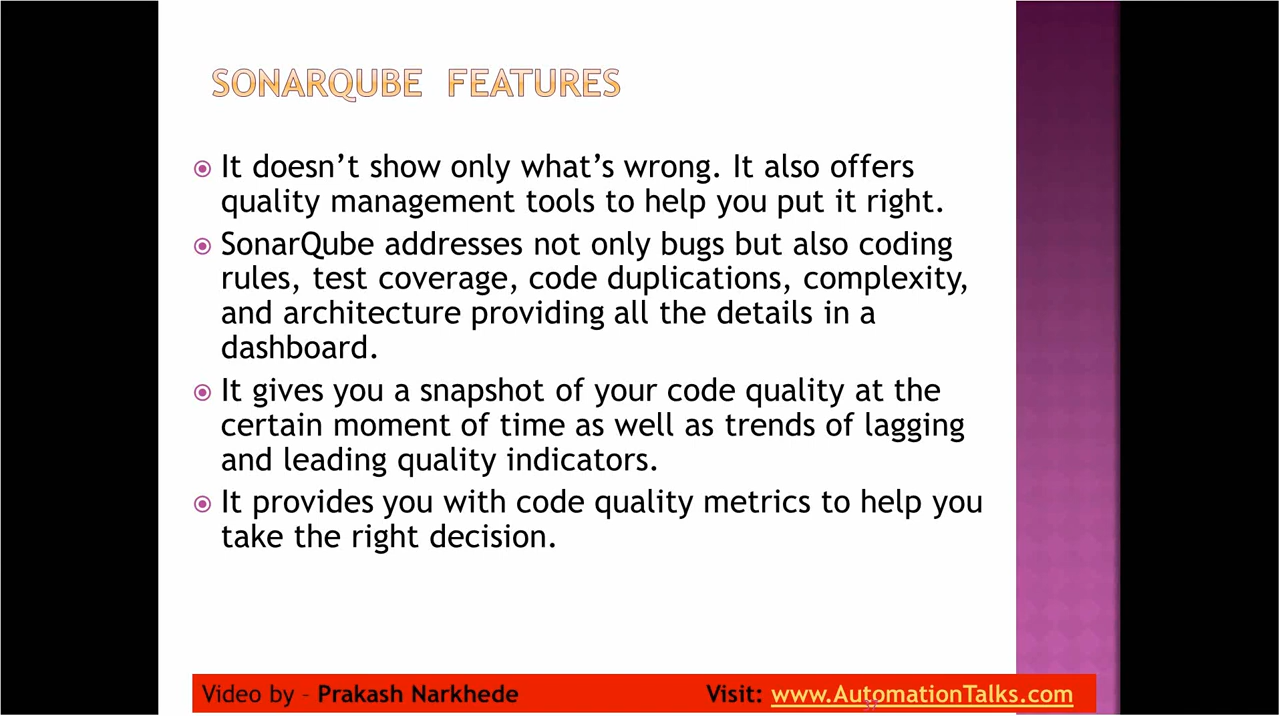 SONARQUBE FEATURES
It doesn’t show only what’s wrong. It also offers
quality management tools to help you put it right.
SonarQube addresses not only bugs but also coding
rules, test coverage, code duplications, complexity,
and architecture providing all the details in a
dashboard.
It gives you a snapshot of your code quality at the
certain moment of time as well as trends of lagging
and leading quality indicators.
It provides you with code quality metrics to help you
take the right decision.
Video by – Prakash Narkhede
Visit: www.AutomationTalks.com